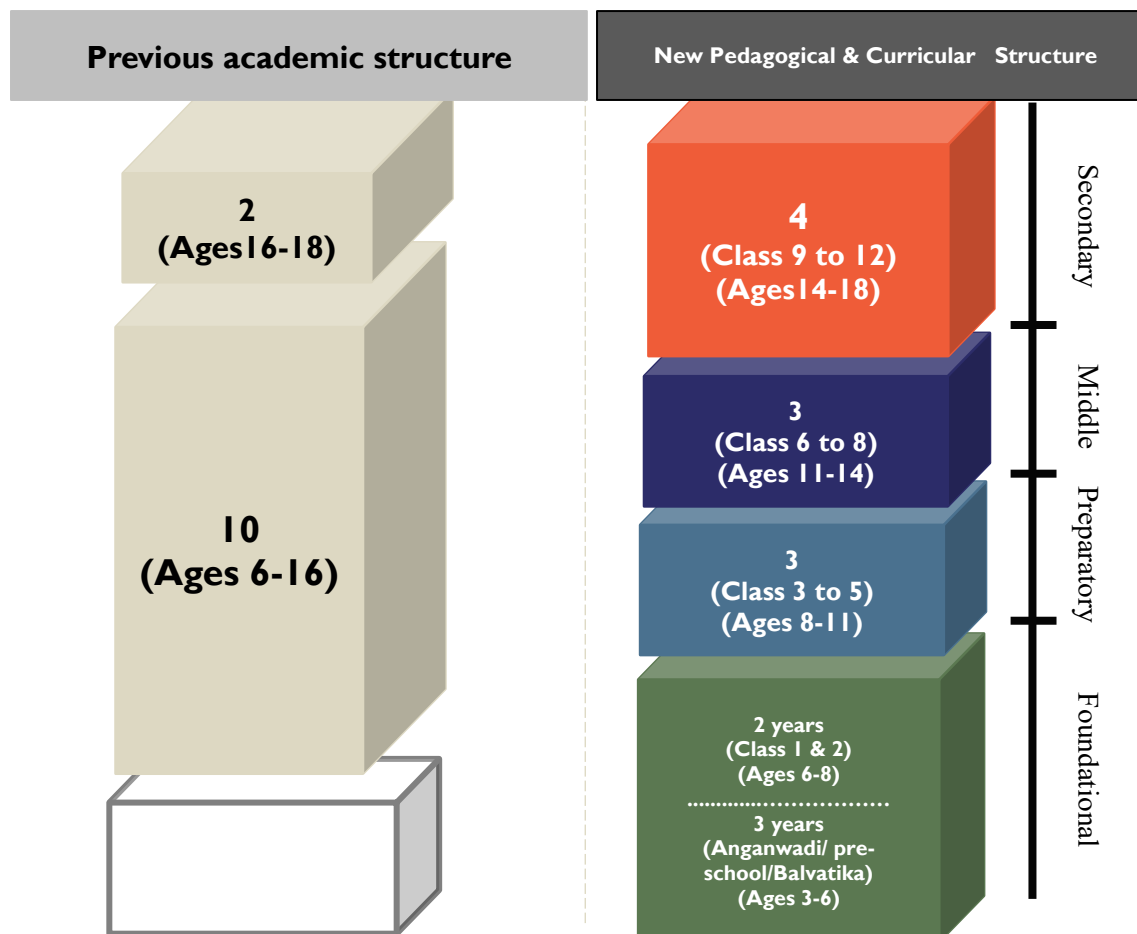 Previous academic structure
2
(Ages16-18)
10
(Ages 6-16)
New Pedagogical & Curricular Structure
4
(Class 9 to 12)
(Ages14-18)
3
(Class 6 to 8)
(Ages 11-14)
3
(Class 3 to 5)
(Ages 8-11)
2 years
(Class 1 & 2)
(Ages 6-8)
3 years
(Anganwadi/ pre-
school/Balvatika)
(Ages 3-6)
Secondary
Middle
Preparatory
Foundational